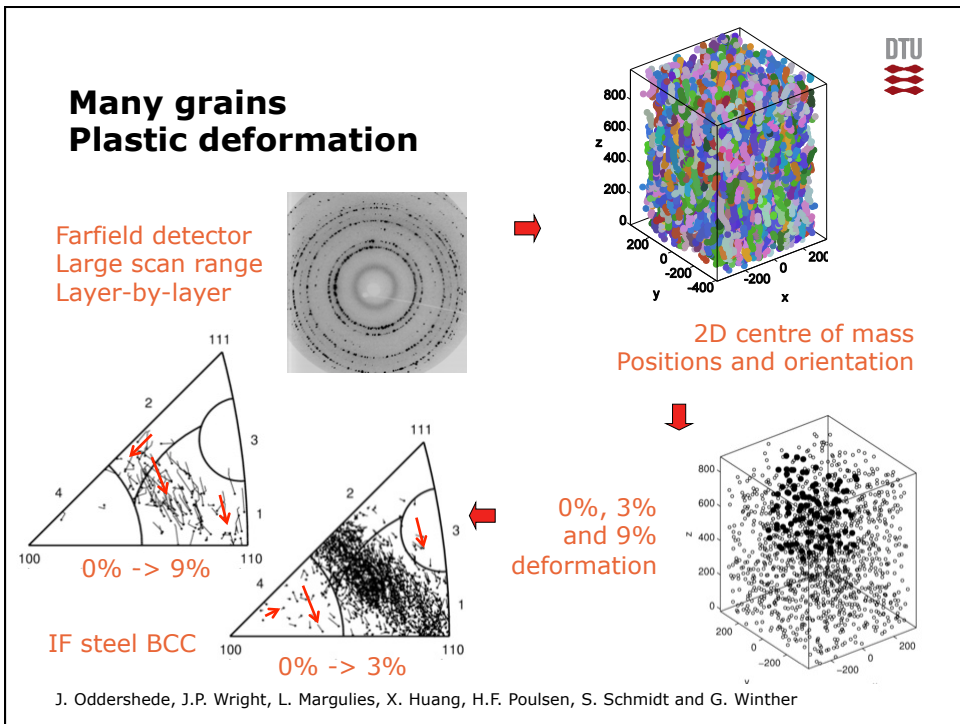 DTU
Many grains
Plastic deformation
Farfield detector
Large scan range
Layer-by-layer
800
600
z
400
200
0
200
0
-200
-400
y
-200
0
200
x
2D centre of mass
Positions and orientation
111
2
3
4
1
100
110
0% -> 9%
111
2
3
4
1
100
110
0% -> 3%
IF steel BCC
0%, 3%
and 9%
deformation
800
600
z
400
200
0
200
0
−200
−200
0
200
J. Oddershede, J.P. Wright, L. Margulies, X. Huang, H.F. Poulsen, S. Schmidt and G. Winther